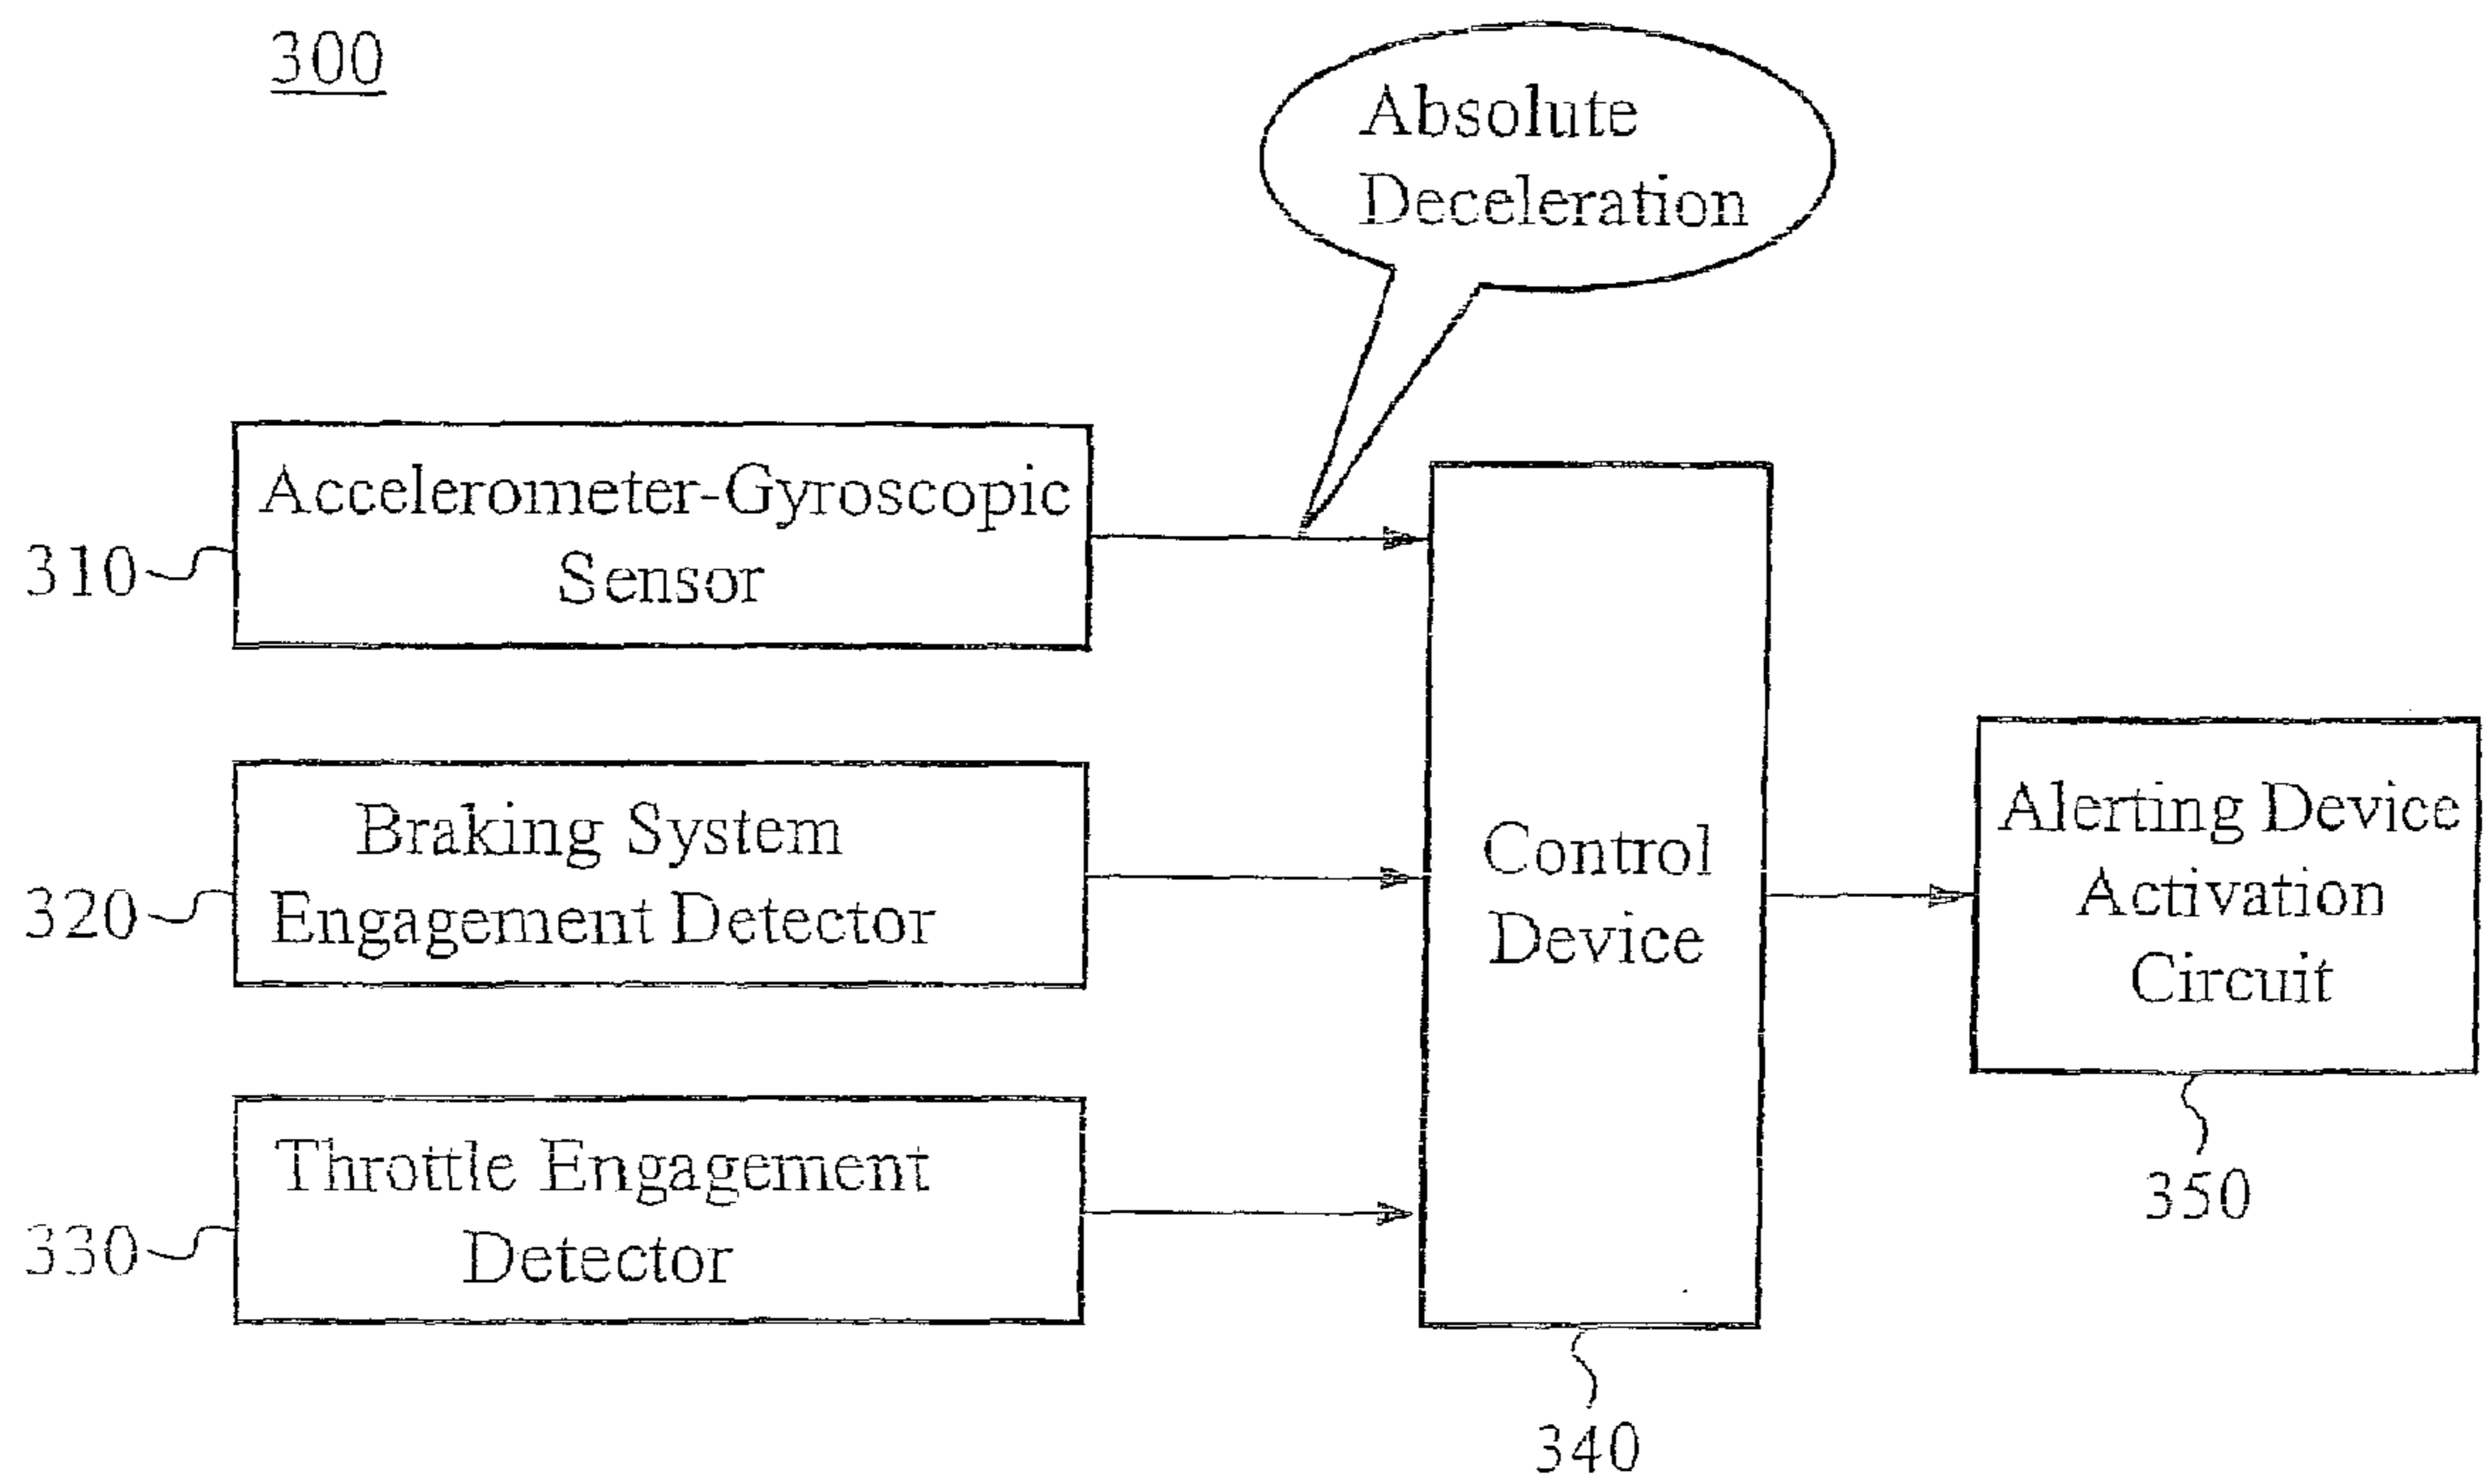 300
Absolute
Deceleration
Accelerometer-Gyroscopic
Sensor
310
Braking System
Engagement Detector
320
Throttle Engagement
Detector
330
Control
Device
340
Alerting Device
Activation
Circuit
350